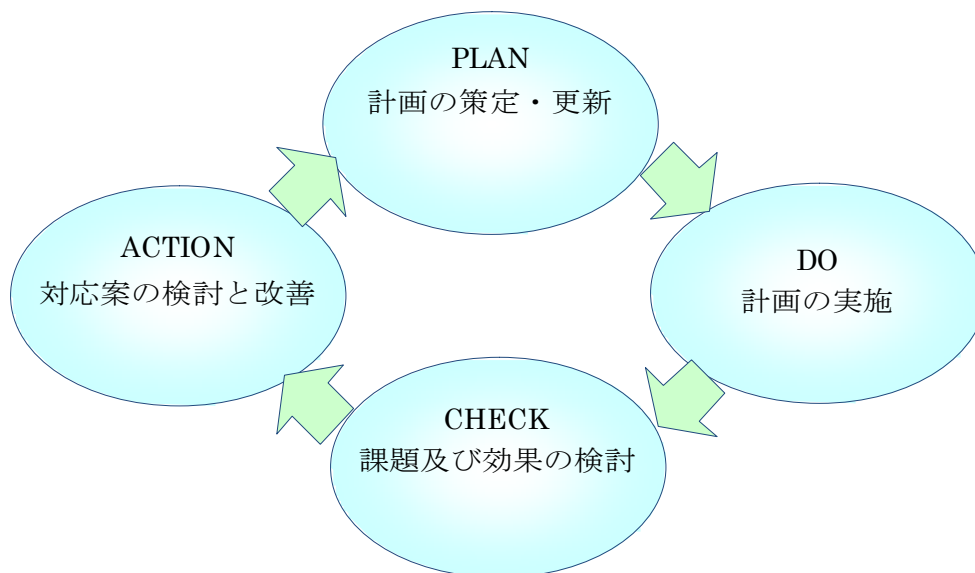 PLAN
計画の策定・更新
ACTION
対応案の検討と改善
DO
計画の実施
CHECK
課題及び効果の検討